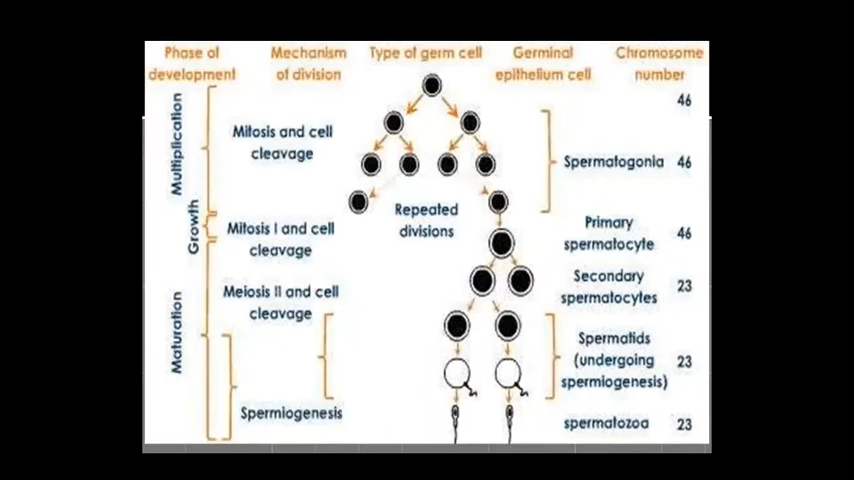 Phase of
development
Mechanism
of division
Type of germ cell
Germinal
epithelium cell
Chromosome
number
46
Multiplication
Mitosis and cell
cleavage
Spermatogonia
46
Growth
Mitosis I and cell
cleavage
Repeated
divisions
Primary
spermatocyte
46
Maturation
Meiosis II and cell
cleavage
Secondary
spermatocytes
23
Spermatids
(undergoing
spermiogenesis)
23
Spermiogenesis
spermatozoa
23